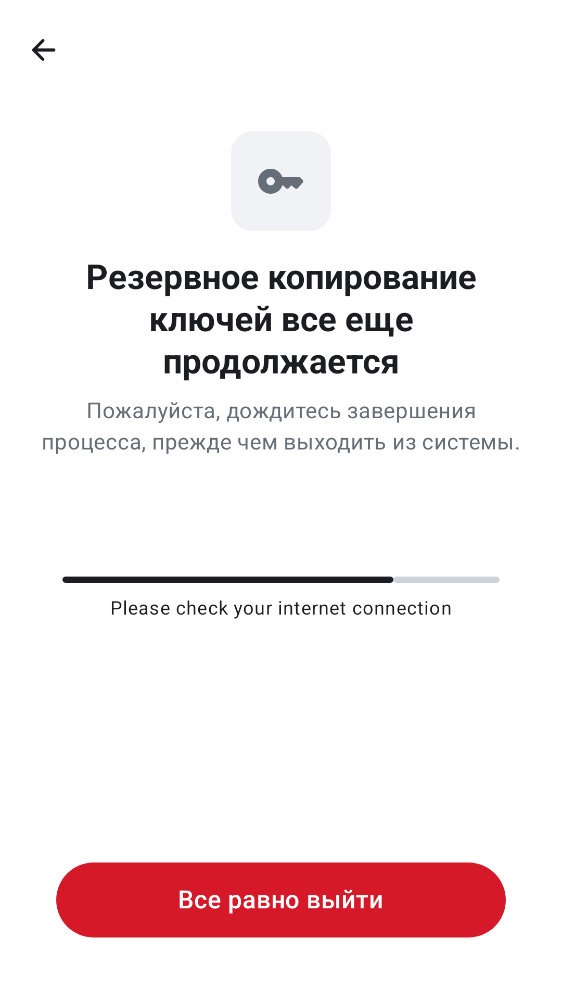 Резервное копирование
ключей все еще
продолжается
Пожалуйста, дождитесь завершения
процесса, прежде чем выходить из системы.
Please check your internet connection
Все равно выйти